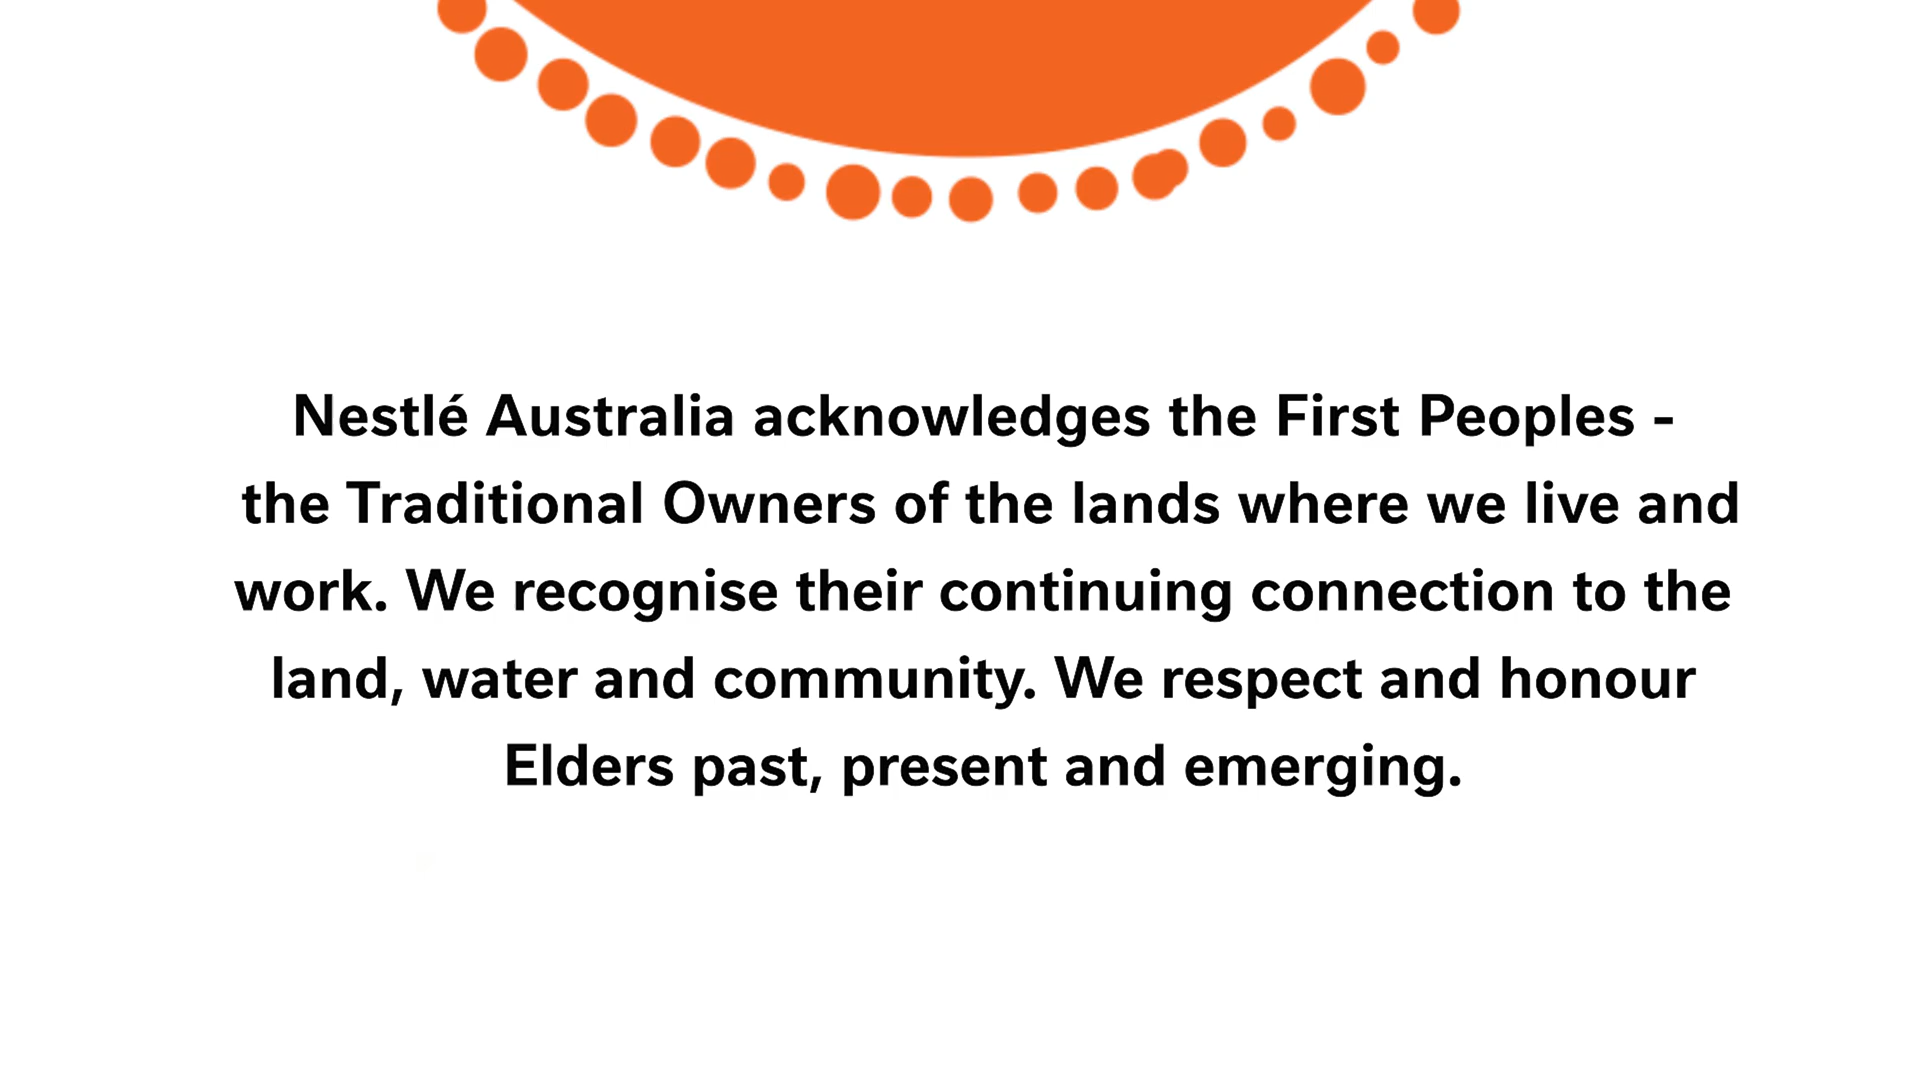 Nestlé Australia acknowledges the First Peoples -
the Traditional Owners of the lands where we live and
work. We recognise their continuing connection to the
land, water and community. We respect and honour
Elders past, present and emerging.